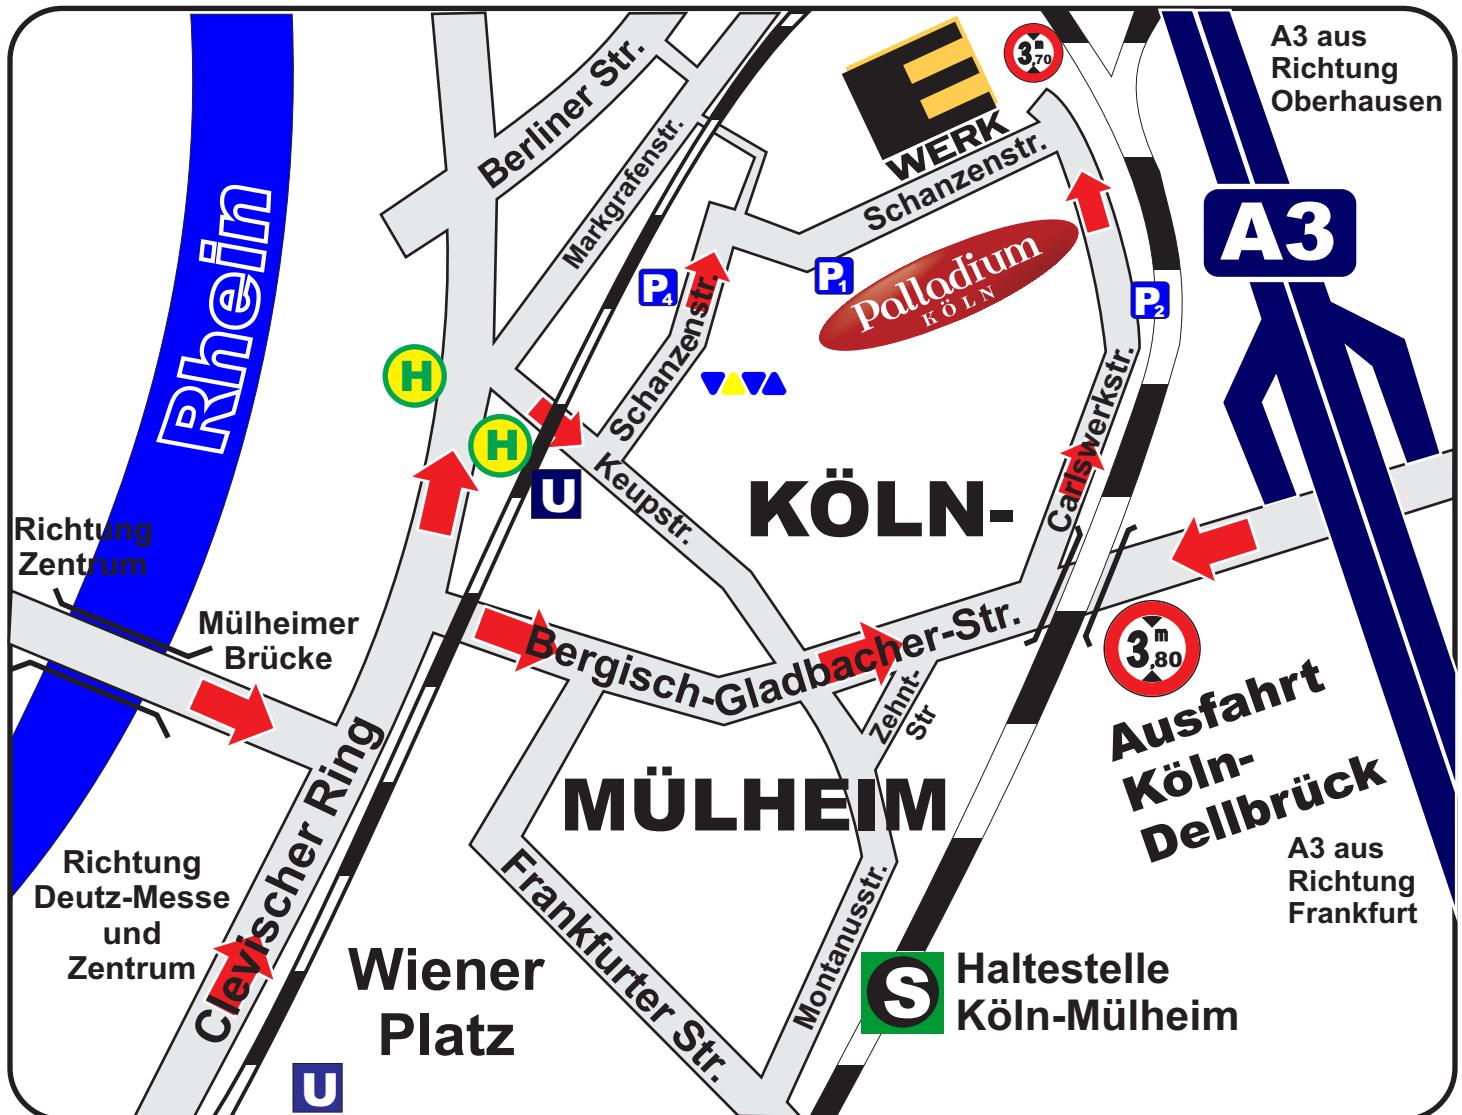 A3 aus
Richtung
Oberhausen
3 m
,70
E
WERK
Berliner Str.
Markgrafenstr.
Schanzenstr.
Rhein
A3
Palladium
KÖLN
P1
P4
P2
H
H
U
Schanzenstr.
Carlswerkstr.
Keupstr.
KÖLN-
Richtung
Zentrum
Mülheimer
Brücke
Bergisch-Gladbacher-Str.
3 m
,80
Zehnt-
Str
Ausfahrt
Köln-
Dellbrück
MÜLHEIM
Clevischer Ring
A3 aus
Richtung
Frankfurt
Richtung
Deutz-Messe
und
Zentrum
Frankfurter Str.
Montanusstr.
Wiener
Platz
S
Haltestelle
Köln-Mülheim
U